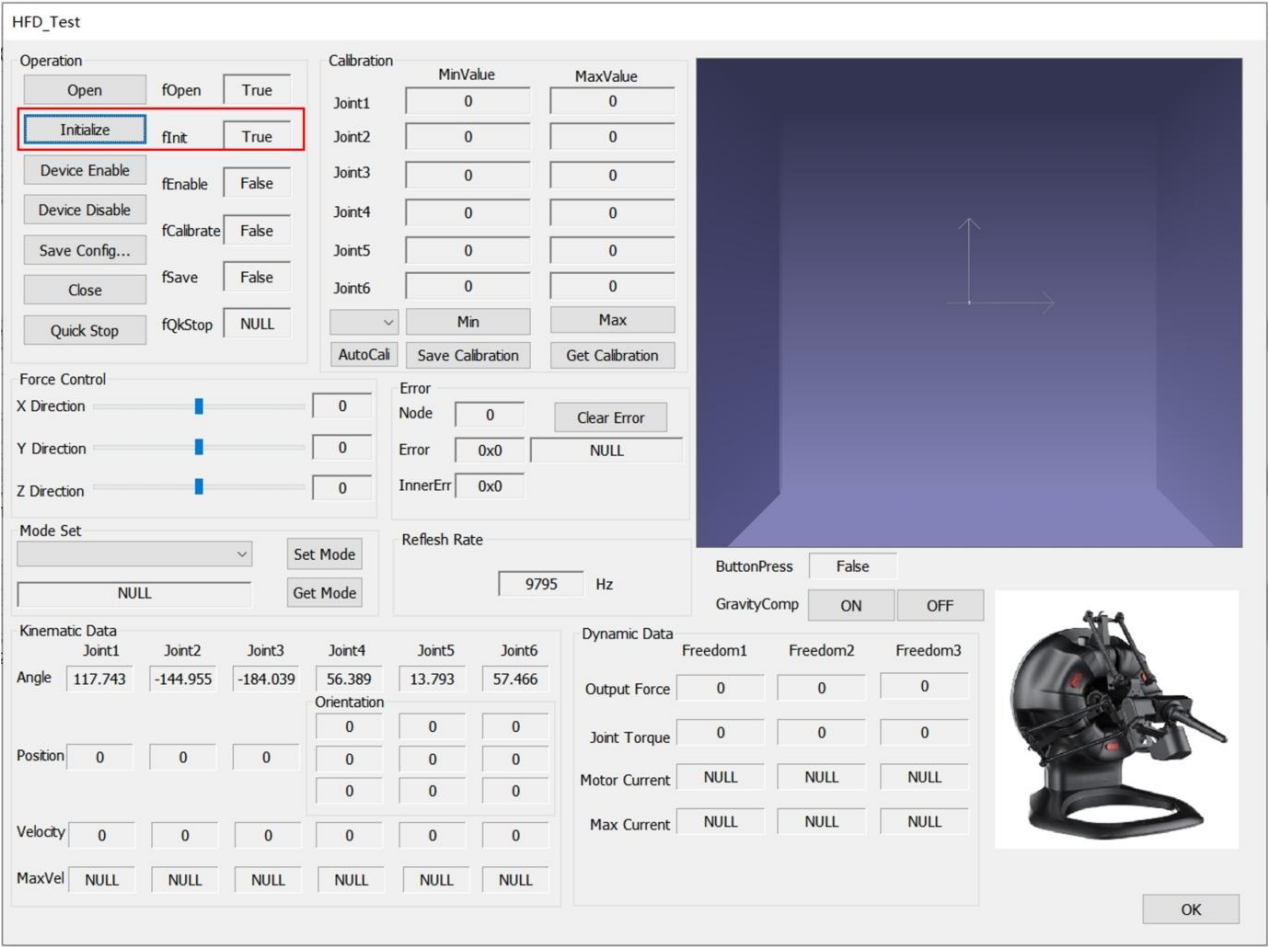 HFD_Test
Operation
Open fOpen True
Initialize fInit True
Device Enable fEnable False
Device Disable
fCalibrate False
Save Config...
fSave False
Close
Quick Stop fQkStop NULL
Calibration
MinValue MaxValue
Joint1 0 0
Joint2 0 0
Joint3 0 0
Joint4 0 0
Joint5 0 0
Joint6 0 0
Min Max
AutoCali Save Calibration Get Calibration
Force Control
X Direction 0
Y Direction 0
Z Direction 0
Error
Node 0 Clear Error
Error 0x0 NULL
InnerErr 0x0
Mode Set
Set Mode
NULL Get Mode
Reflesh Rate
9795 Hz
ButtonPress False
GravityComp ON OFF
Kinematic Data
Joint1 Joint2 Joint3 Joint4 Joint5 Joint6
Angle 117.743 -144.955 -184.039 56.389 13.793 57.466
Orientation
0 0 0
Position 0 0 0 0 0 0
0 0 0
Velocity 0 0 0 0 0 0
MaxVel NULL NULL NULL NULL NULL NULL
Dynamic Data
Freedom1 Freedom2 Freedom3
Output Force 0 0 0
Joint Torque 0 0 0
Motor Current NULL NULL NULL
Max Current NULL NULL NULL
OK